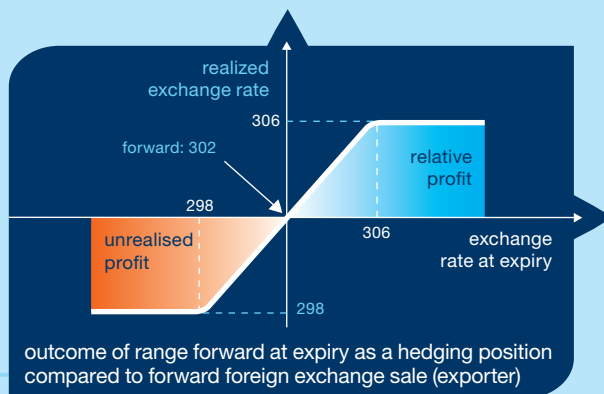 realized
exchange rate
306
forward: 302
relative
profit
298
306
unrealised
profit
exchange
rate at expiry
298
outcome of range forward at expiry as a hedging position
compared to forward foreign exchange sale (exporter)